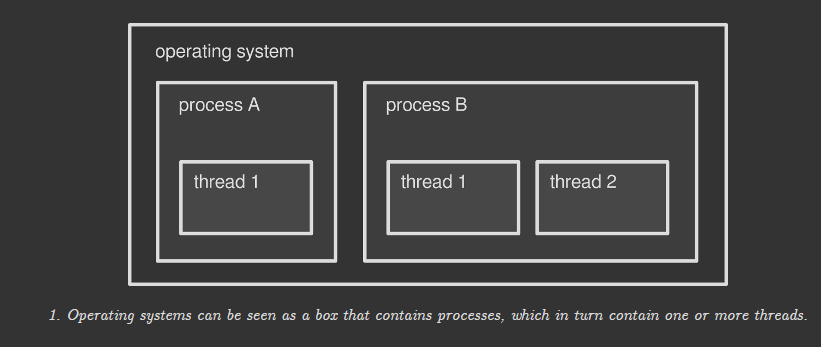 operating system
process A
process B
thread 1
thread 1
thread 2
1. Operating systems can be seen as a box that contains processes, which in turn contain one or more threads.